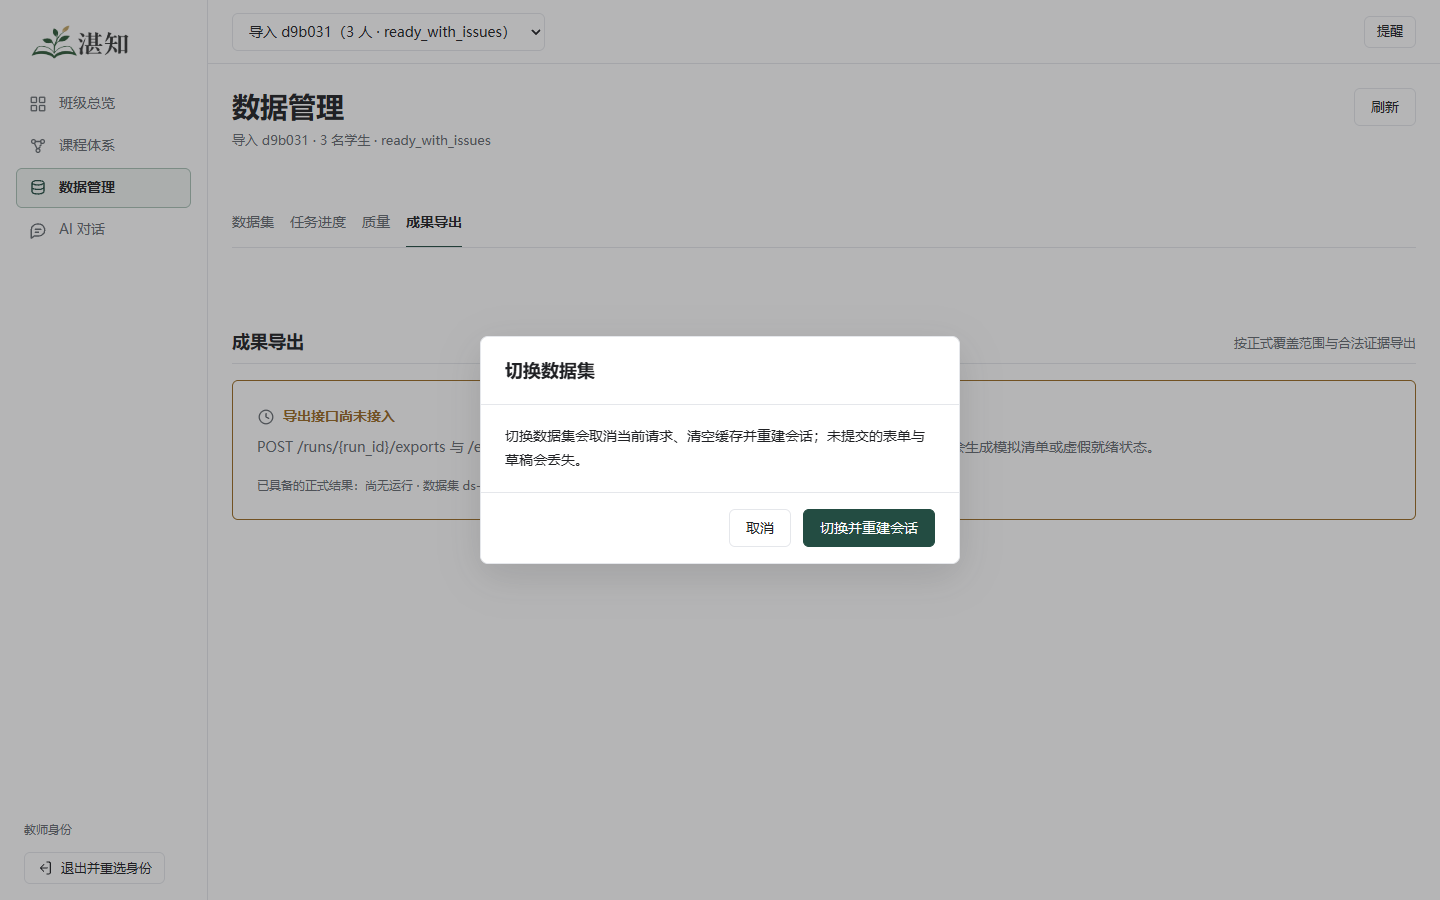 湛知
导入 d9b031（3 人 · ready_with_issues）
提醒
班级总览
课程体系
数据管理
AI 对话
数据管理
刷新
导入 d9b031 · 3 名学生 · ready_with_issues
数据集 任务进度 质量 成果导出
成果导出
按正式覆盖范围与合法证据导出
导出接口尚未接入
POST /runs/{run_id}/exports 与 /e
生成模拟清单或虚假就绪状态。
已具备的正式结果：尚无运行 · 数据集 ds-
切换数据集
切换数据集会取消当前请求、清空缓存并重建会话；未提交的表单与
草稿会丢失。
取消
切换并重建会话
教师身份
退出并重选身份